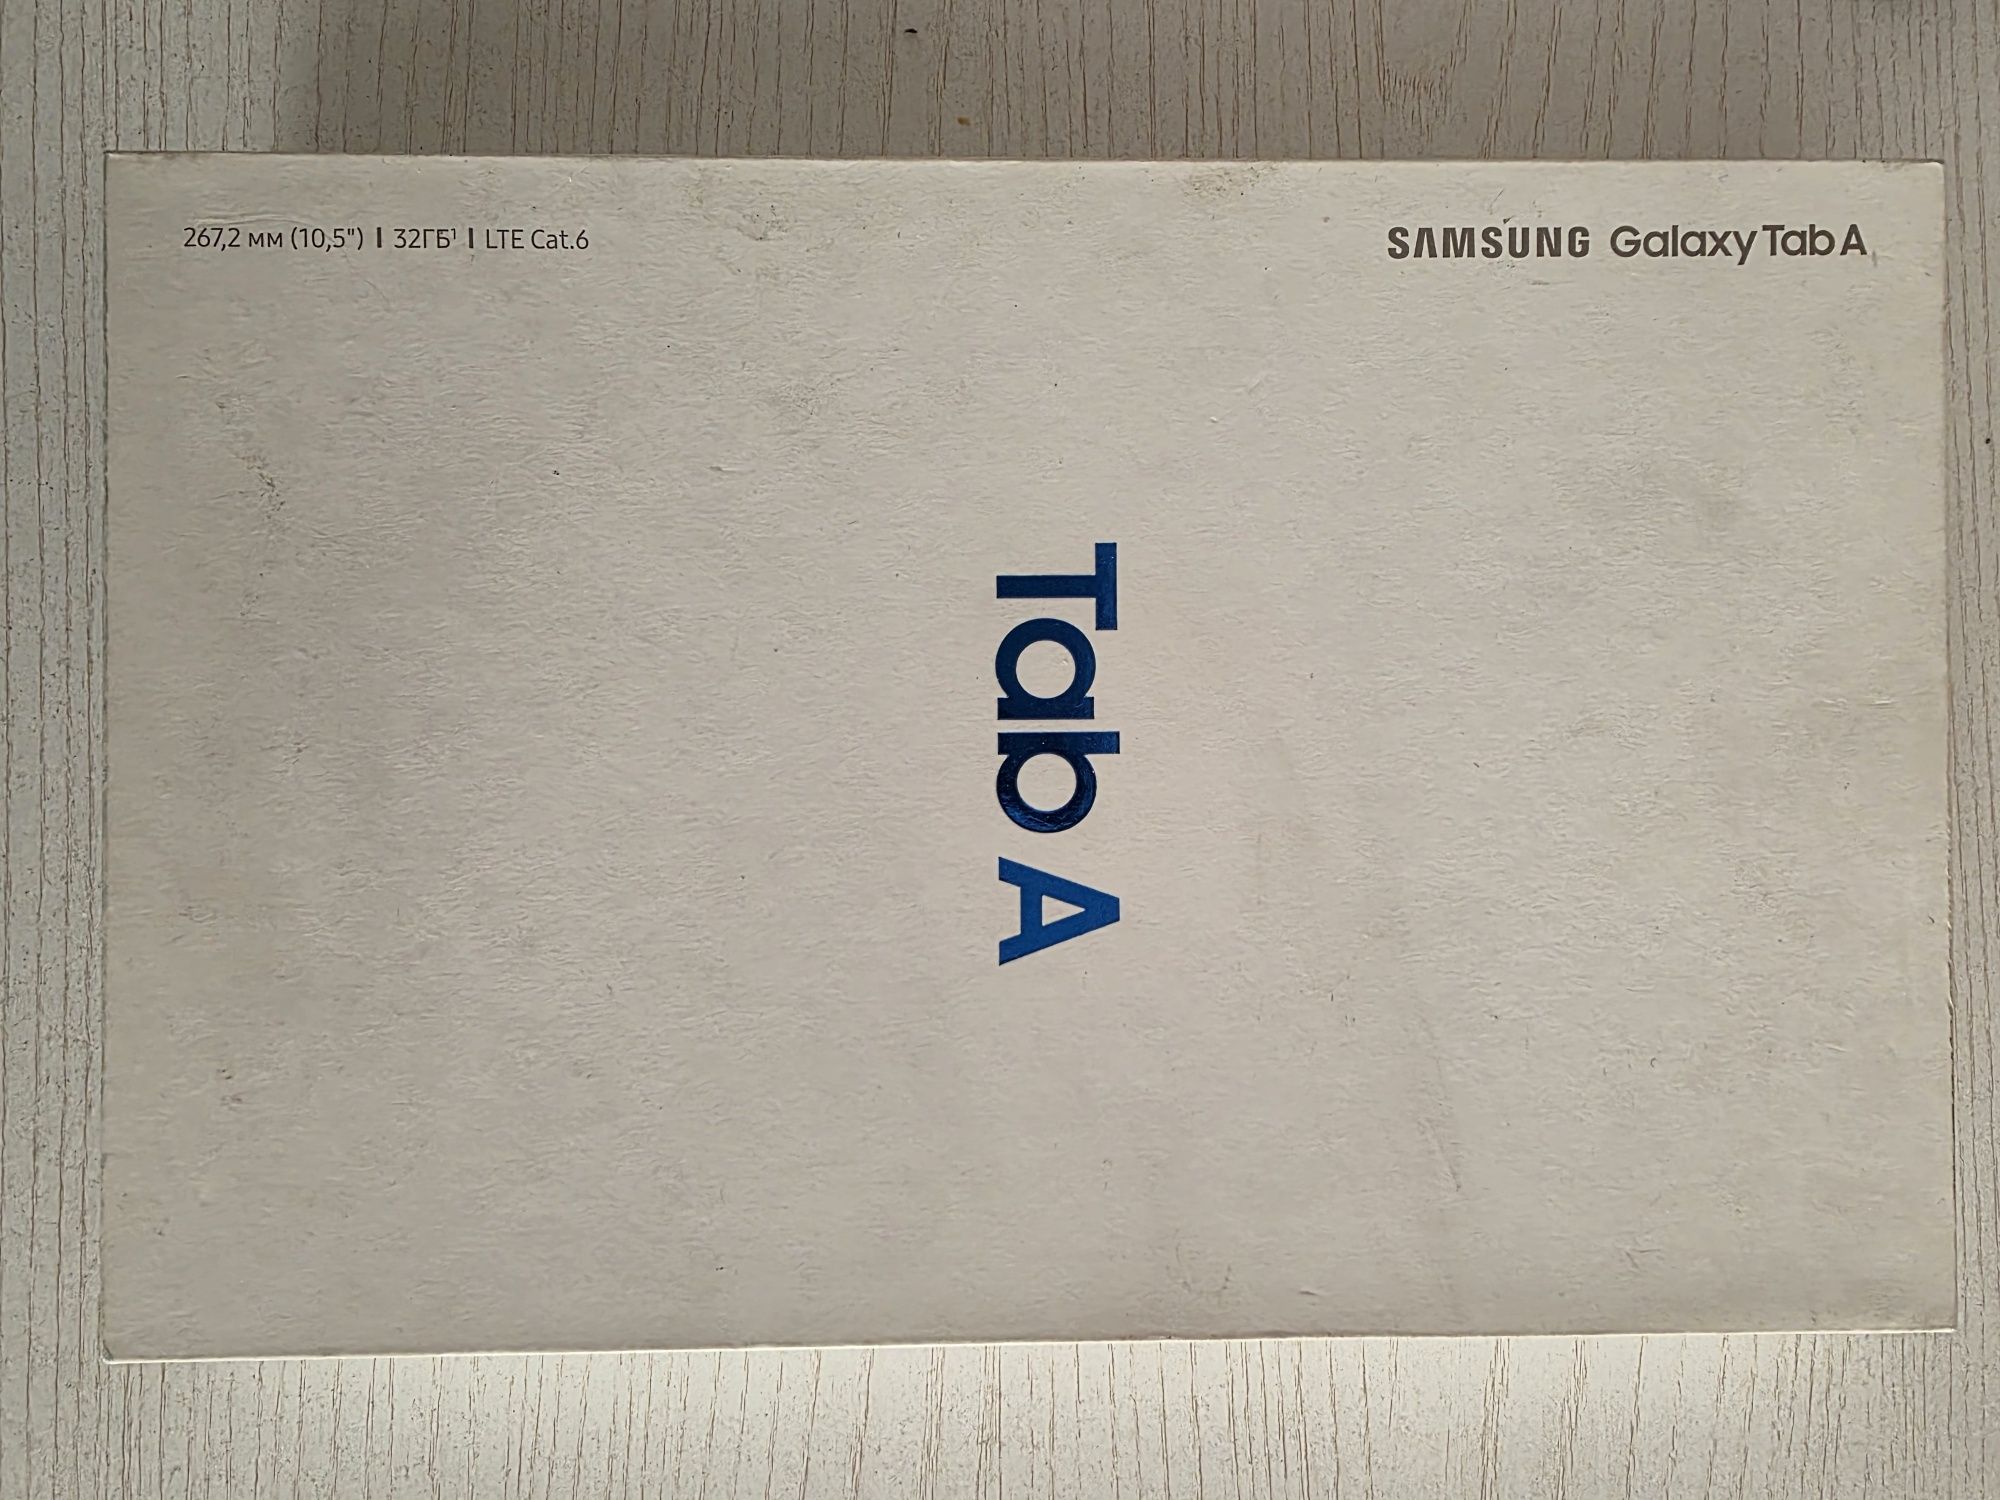 267,2 мм (10,5") | 32ГБ¹ | LTE Cat.6
SAMSUNG Galaxy Tab A
Tab A